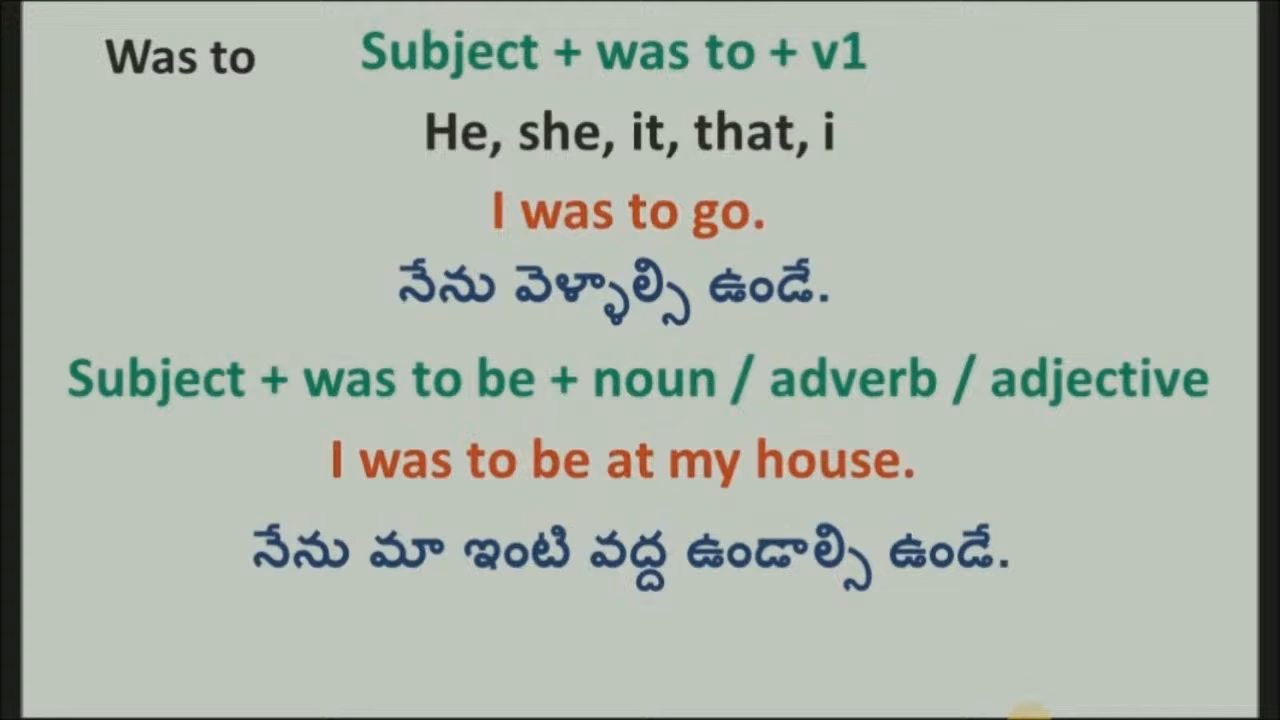 Was to Subject + was to + v1
He, she, it, that, i
I was to go.
నేను వెళ్ళాల్సి ఉండే.
Subject + was to be + noun / adverb / adjective
I was to be at my house.
నేను మా ఇంటి వద్ద ఉండాల్సి ఉండే.